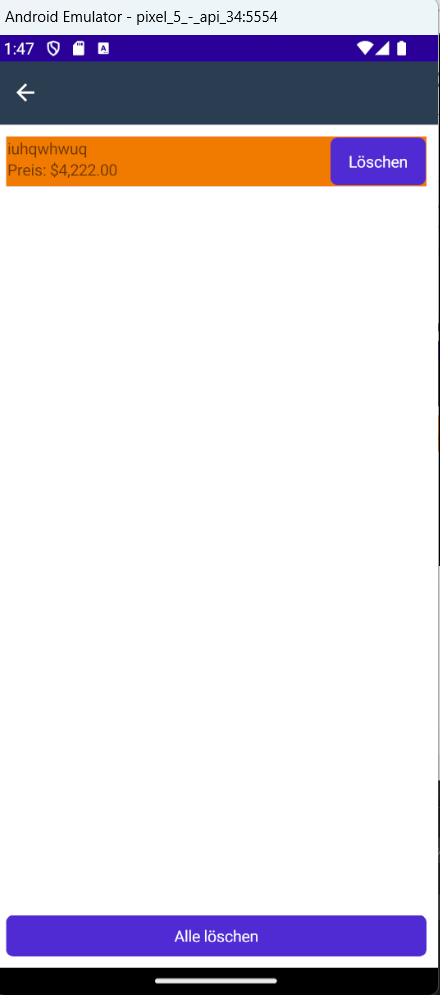 Android Emulator - pixel_5_-_api_34:5554
1:47
A
iuhqwhwuq
Preis: $4,222.00
Löschen
Alle löschen